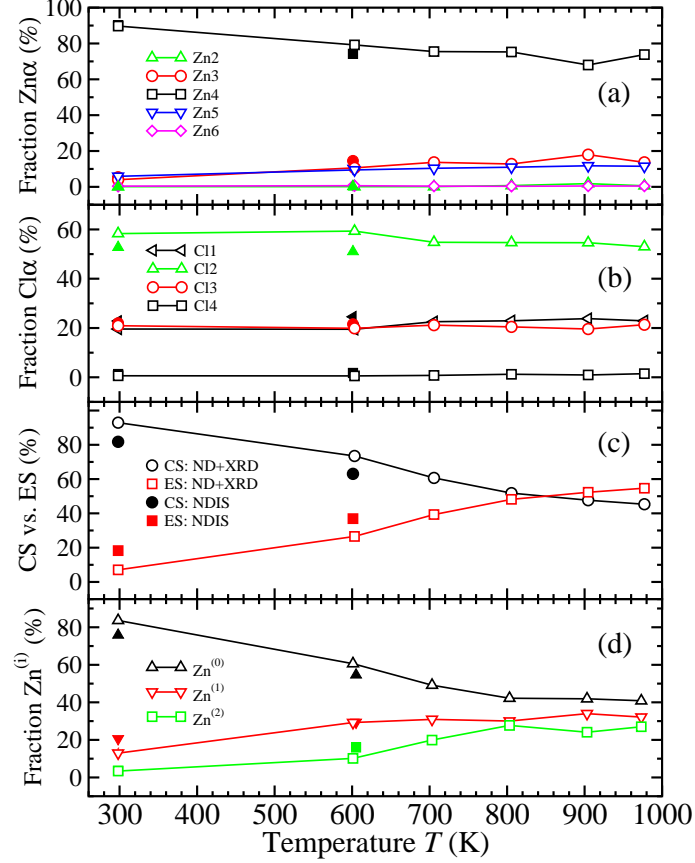 100
80
60
40
20
0
Fraction Znα (%)
Zn2
Zn3
Zn4
Zn5
Zn6
(a)
60
40
20
0
Fraction Clα (%)
Cl1
Cl2
Cl3
Cl4
(b)
80
60
40
20
0
CS vs. ES (%)
CS: ND+XRD
ES: ND+XRD
CS: NDIS
ES: NDIS
(c)
80
60
40
20
0
Fraction Zn⁽ⁱ⁾ (%)
Zn⁽⁰⁾
Zn⁽¹⁾
Zn⁽²⁾
(d)
300 400 500 600 700 800 900 1000
Temperature T (K)